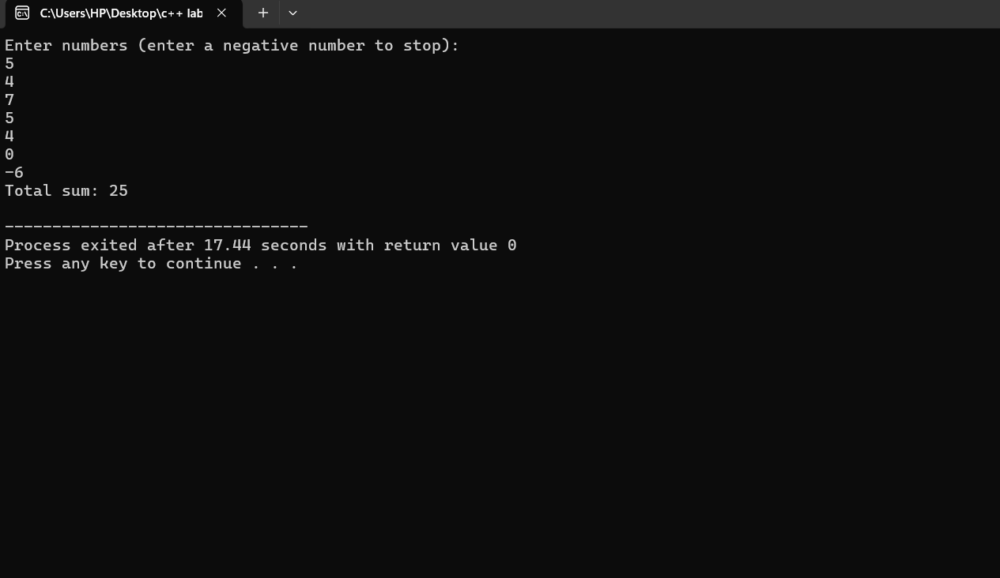 C:\Users\HP\Desktop\c++ lab
Enter numbers (enter a negative number to stop):
5
4
7
5
4
0
-6
Total sum: 25
--------------------------------
Process exited after 17.44 seconds with return value 0
Press any key to continue . . .